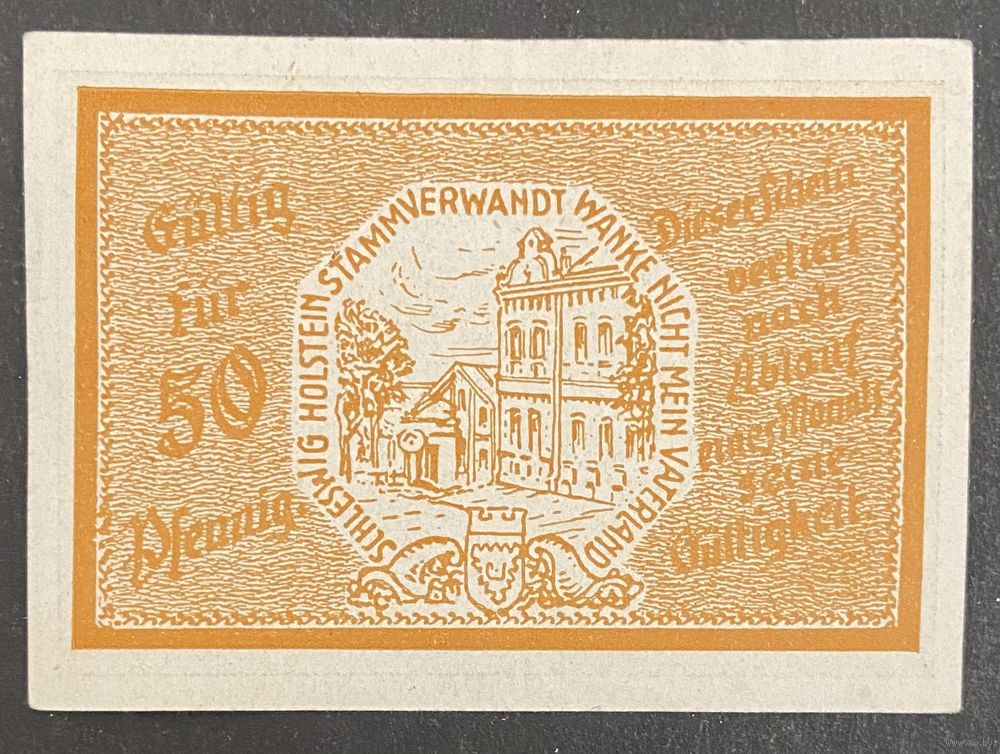 Gültig
für
50
Pfennig.
SCHLESWIG HOLSTEIN STAMMVERWANDT WANKE NICHT MEIN VATERLAND
Dieser Schein
verliert
nach
Ablauf
eines Monats
seine
Gültigkeit